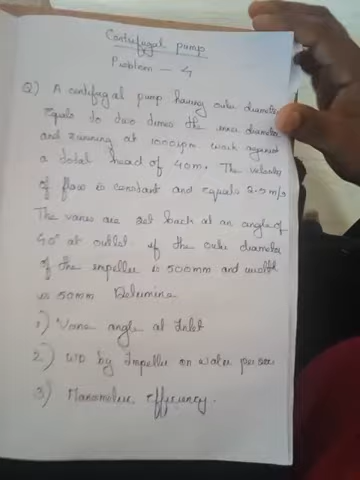 Centrifugal pump
Problem - 4
Q) A centifugal pump having outer diameter
equals to two times the inner diameter
and running at 1000rpm work against
a total head of 40m. The velocity
of flow is constant and equals 2.5 m/s
The vanes are set back at an angle of
40° at outlet if the outer diameter
of the impeller is 500mm and width
is 50mm Determine
1) Vane angle at Inlet
2) WD by Impeller on water per sec
3) Manometric efficiency.